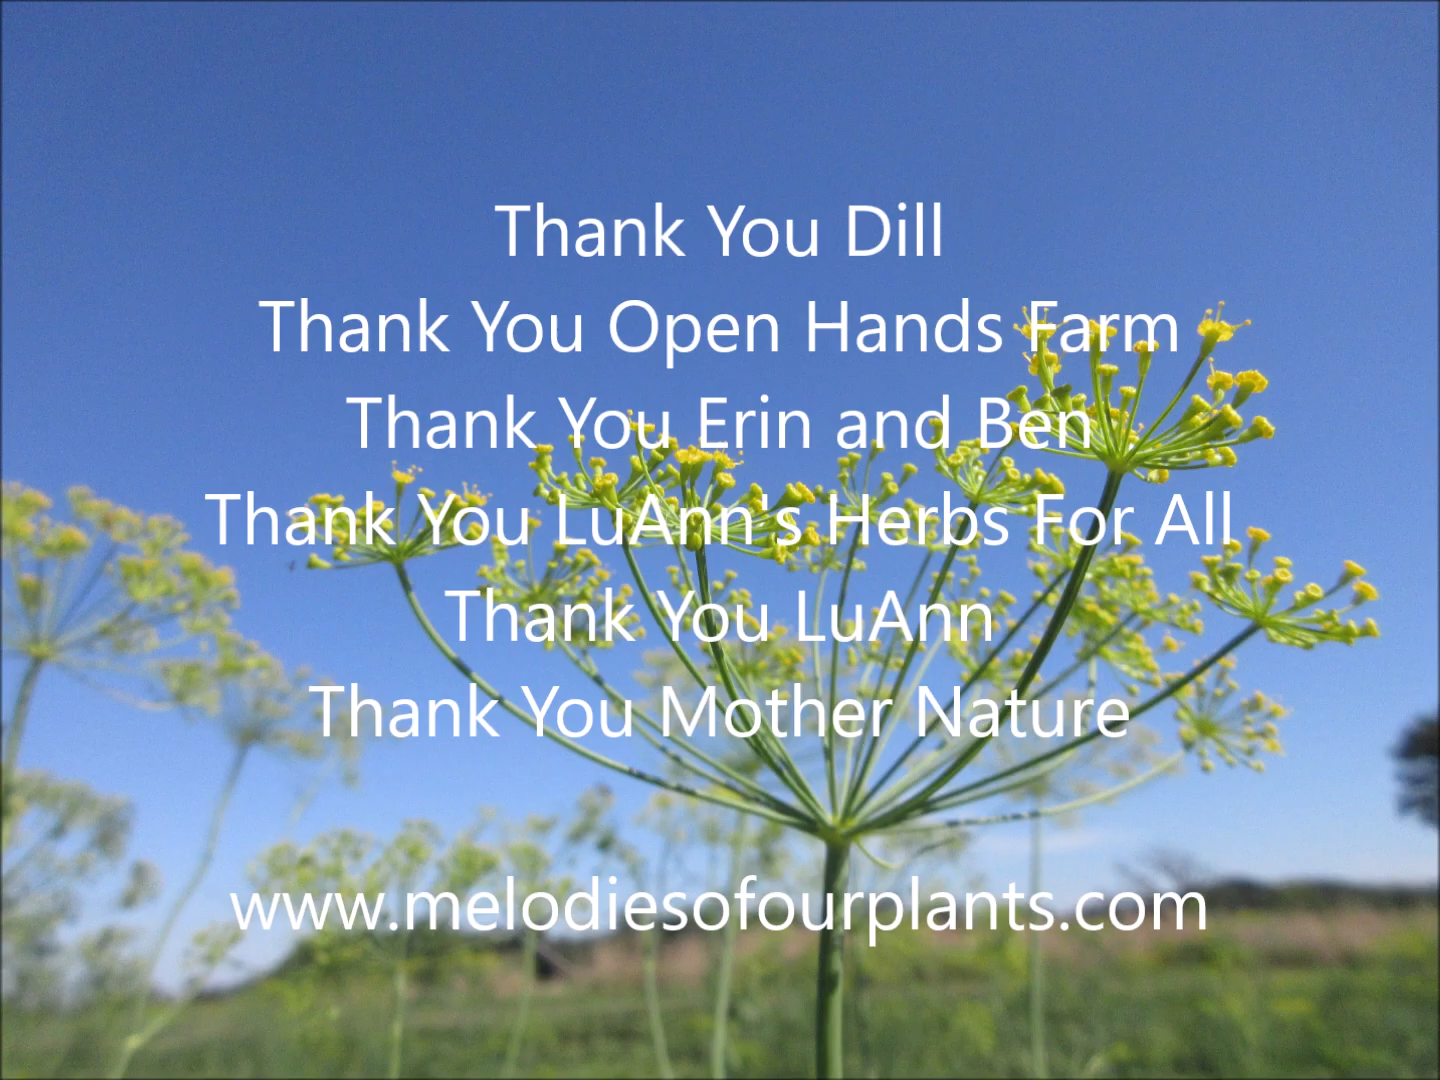 Thank You Dill
Thank You Open Hands Farm
Thank You Erin and Ben
Thank You LuAnn's Herbs For All
Thank You LuAnn
Thank You Mother Nature
www.melodiesofourplants.com